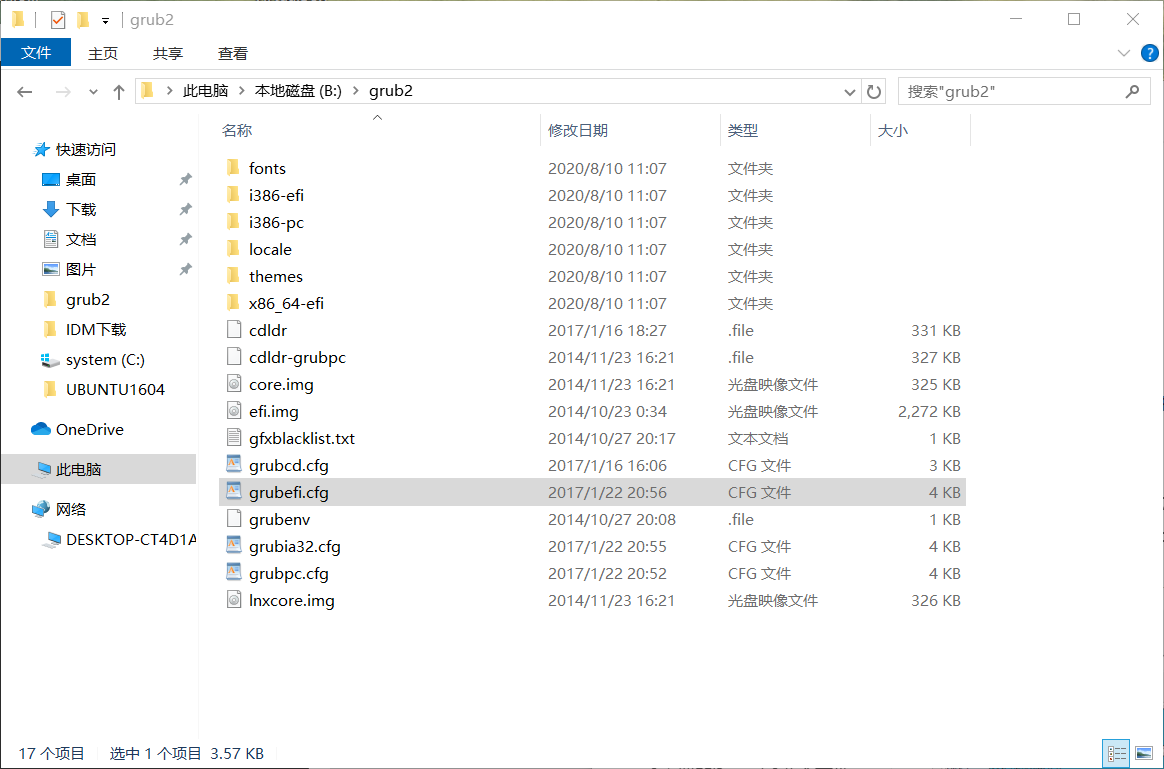 grub2
文件 主页 共享 查看
此电脑 本地磁盘 (B:) grub2 搜索"grub2"
名称 修改日期 类型 大小
快速访问
桌面
下载
文档
图片
grub2
IDM下载
system (C:)
UBUNTU1604
OneDrive
此电脑
网络
DESKTOP-CT4D1A
fonts 2020/8/10 11:07 文件夹
i386-efi 2020/8/10 11:07 文件夹
i386-pc 2020/8/10 11:07 文件夹
locale 2020/8/10 11:07 文件夹
themes 2020/8/10 11:07 文件夹
x86_64-efi 2020/8/10 11:07 文件夹
cdldr 2017/1/16 18:27 .file 331 KB
cdldr-grubpc 2014/11/23 16:21 .file 327 KB
core.img 2014/11/23 16:21 光盘映像文件 325 KB
efi.img 2014/10/23 0:34 光盘映像文件 2,272 KB
gfxblacklist.txt 2014/10/27 20:17 文本文档 1 KB
grubcd.cfg 2017/1/16 16:06 CFG 文件 3 KB
grubefi.cfg 2017/1/22 20:56 CFG 文件 4 KB
grubenv 2014/10/27 20:08 .file 1 KB
grubia32.cfg 2017/1/22 20:55 CFG 文件 4 KB
grubpc.cfg 2017/1/22 20:52 CFG 文件 4 KB
lnxcore.img 2014/11/23 16:21 光盘映像文件 326 KB
17 个项目 选中 1 个项目 3.57 KB